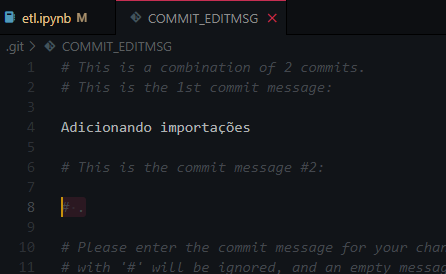 etl.ipynb M
COMMIT_EDITMSG
.git > COMMIT_EDITMSG
1 # This is a combination of 2 commits.
2 # This is the 1st commit message:
3
4 Adicionando importações
5
6 # This is the commit message #2:
7
8 # .
9
10 # Please enter the commit message for your chan
11 # with '#' will be ignored, and an empty messa